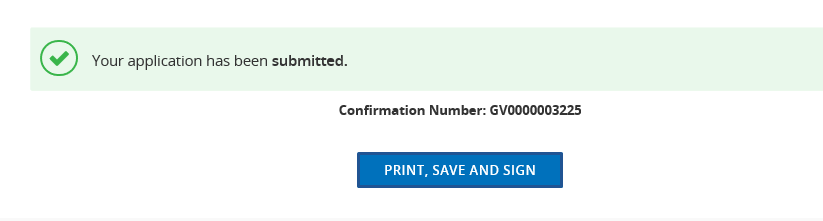 Your application has been submitted.
Confirmation Number: GV0000003225
PRINT, SAVE AND SIGN